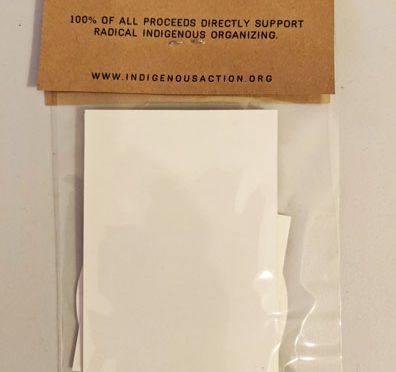 100% OF ALL PROCEEDS DIRECTLY SUPPORT
RADICAL INDIGENOUS ORGANIZING.
WWW.INDIGENOUSACTION.ORG